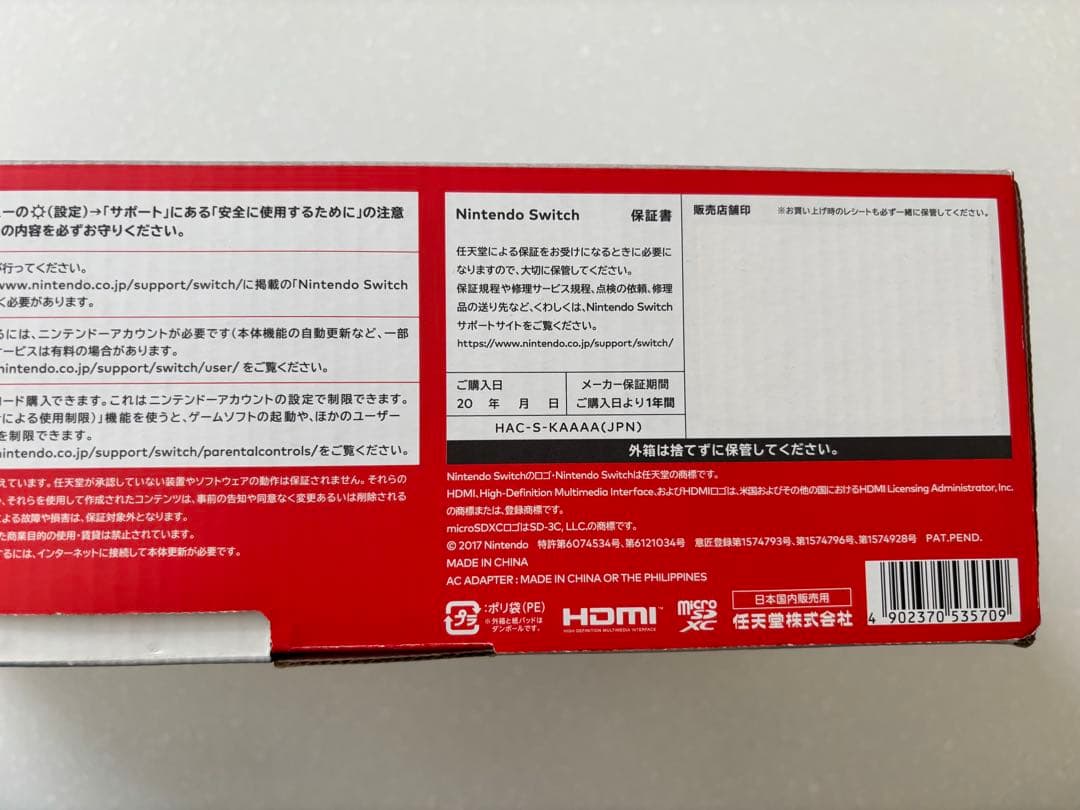 ーの(設定)→「サポート」にある「安全に使用するために」の注意
の内容を必ずお守りください。
行ってください。
www.nintendo.co.jp/support/switch/に掲載の「Nintendo Switch
く必要があります。
るには、ニンテンドーアカウントが必要です(本体機能の自動更新など、一部
ービスは有料の場合があります。
nintendo.co.jp/support/switch/user/ をご覧ください。
ード購入できます。これはニンテンドーアカウントの設定で制限できます。
による使用制限)」機能を使うと、ゲームソフトの起動や、ほかのユーザー
を制限できます。
intendo.co.jp/support/switch/parentalcontrols/をご覧ください。
えています。任天堂が承認していない装置やソフトウェアの動作は保証されません。それらの
、それらを使用して作成されたコンテンツは、事前の告知や同意なく変更あるいは削除される
よる故障や損害は、保証対象外となります。
た商業目的の使用・賃貸は禁止されています。
するには、インターネットに接続して本体更新が必要です。
Nintendo Switch 保証書
任天堂による保証をお受けになるときに必要に
なりますので、大切に保管してください。
保証規程や修理サービス規程、点検の依頼、修理
品の送り先など、くわしくは、Nintendo Switch
サポートサイトをご覧ください。
https://www.nintendo.co.jp/support/switch/
ご購入日
20 年 月 日
メーカー保証期間
ご購入日より1年間
HAC-S-KAAAA(JPN)
販売店舗印 ※お買い上げ時のレシートも必ず一緒に保管してください。
外箱は捨てずに保管してください。
Nintendo Switchのロゴ・Nintendo Switchは任天堂の商標です。
HDMI、High-Definition Multimedia Interface、およびHDMIロゴは、米国およびその他の国におけるHDMI Licensing Administrator, Inc.
の商標または、登録商標です。
microSDXCロゴはSD-3C, LLC.の商標です。
© 2017 Nintendo 特許第6074534号、第6121034号 意匠登録第1574793号、第1574796号、第1574928号 PAT.PEND.
MADE IN CHINA
AC ADAPTER : MADE IN CHINA OR THE PHILIPPINES
プラ
:ポリ袋(PE)
※外箱と紙パッドは
ダンボールです。
HDMI™
HIGH DEFINITION MULTIMEDIA INTERFACE
micro SD XC
日本国内販売用
任天堂株式会社
4 902370 535709